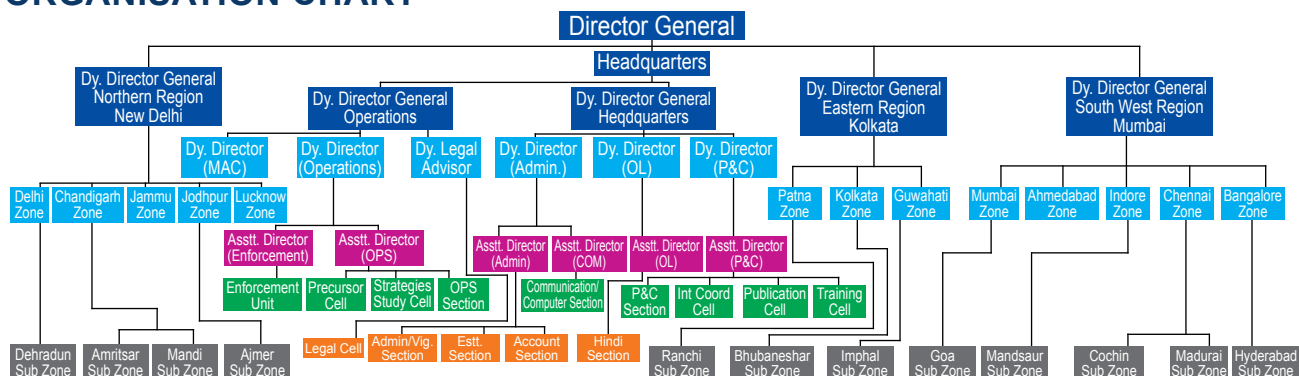 ORGANISATION CHART
Director General
Headquarters
Dy. Director General
Northern Region
New Delhi
Dy. Director General
Operations
Dy. Director General
Heqdquarters
Dy. Director General
Eastern Region
Kolkata
Dy. Director General
South West Region
Mumbai
Dy. Director
(MAC)
Dy. Director
(Operations)
Dy. Legal
Advisor
Dy. Director
(Admin.)
Dy. Director
(OL)
Dy. Director
(P&C)
Delhi
Zone
Chandigarh
Zone
Jammu
Zone
Jodhpur
Zone
Lucknow
Zone
Patna
Zone
Kolkata
Zone
Guwahati
Zone
Mumbai
Zone
Ahmedabad
Zone
Indore
Zone
Chennai
Zone
Bangalore
Zone
Asstt. Director
(Enforcement)
Asstt. Director
(OPS)
Asstt. Director
(Admin)
Asstt. Director
(COM)
Asstt. Director
(OL)
Asstt. Director
(P&C)
Enforcement
Unit
Precursor
Cell
Strategies
Study Cell
OPS
Section
Communication/
Computer Section
P&C
Section
Int Coord
Cell
Publication
Cell
Training
Cell
Legal Cell
Admin/Vig.
Section
Estt.
Section
Account
Section
Hindi
Section
Dehradun
Sub Zone
Amritsar
Sub Zone
Mandi
Sub Zone
Ajmer
Sub Zone
Ranchi
Sub Zone
Bhubaneshar
Sub Zone
Imphal
Sub Zone
Goa
Sub Zone
Mandsaur
Sub Zone
Cochin
Sub Zone
Madurai
Sub Zone
Hyderabad
Sub Zone